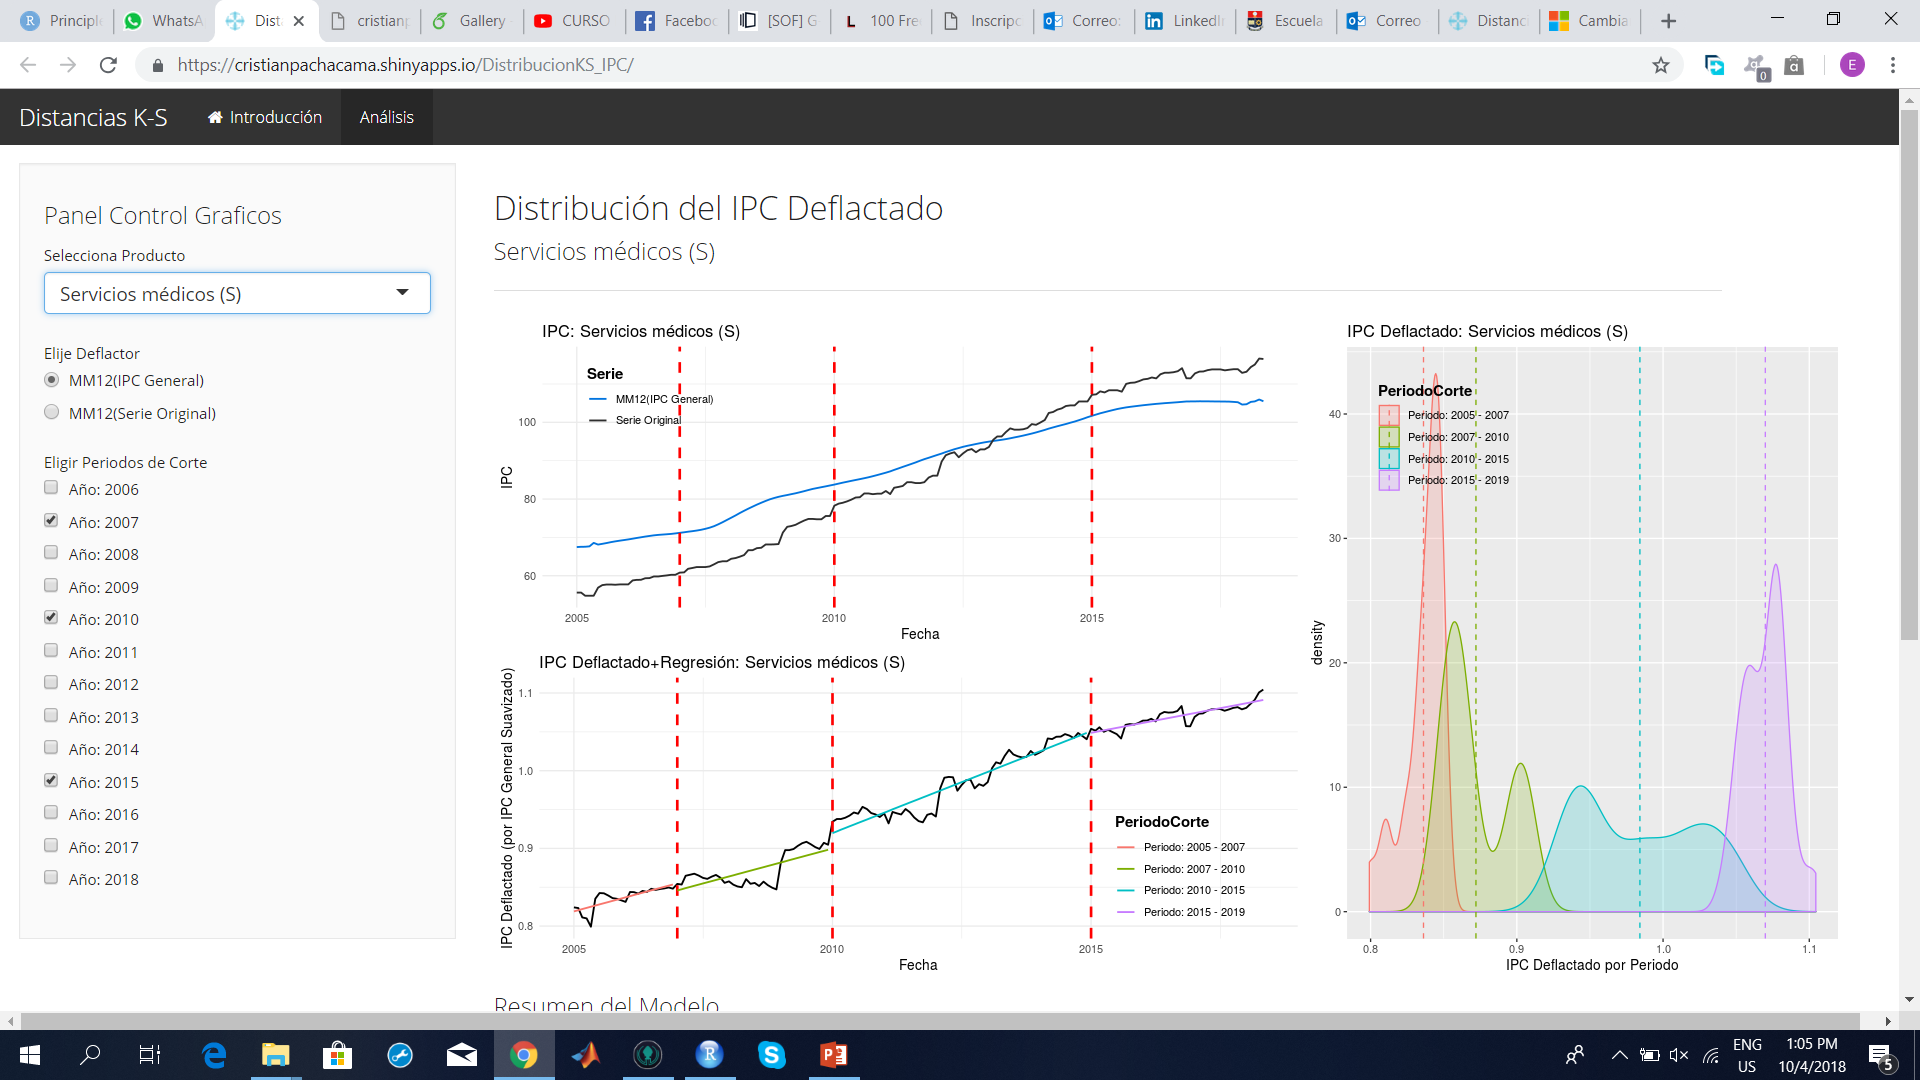 Principl
WhatsA
Dist
cristianp
Gallery
CURSO
Faceboo
[SOF] G
100 Fre
Inscripc
Correo:
LinkedIn
Escuela
Correo
Distanc
Cambia
https://cristianpachacama.shinyapps.io/DistribucionKS_IPC/
0
E
Distancias K-S
Introducción
Análisis
Panel Control Graficos
Selecciona Producto
Servicios médicos (S)
Elije Deflactor
MM12(IPC General)
MM12(Serie Original)
Eligir Periodos de Corte
Año: 2006
Año: 2007
Año: 2008
Año: 2009
Año: 2010
Año: 2011
Año: 2012
Año: 2013
Año: 2014
Año: 2015
Año: 2016
Año: 2017
Año: 2018
Distribución del IPC Deflactado
Servicios médicos (S)
IPC: Servicios médicos (S)
Serie
MM12(IPC General)
Serie Original
IPC
100
80
60
2005
2010
2015
Fecha
IPC Deflactado+Regresión: Servicios médicos (S)
IPC Deflactado (por IPC General Suavizado)
1.1
1.0
0.9
0.8
PeriodoCorte
Periodo: 2005 - 2007
Periodo: 2007 - 2010
Periodo: 2010 - 2015
Periodo: 2015 - 2019
2005
2010
2015
Fecha
IPC Deflactado: Servicios médicos (S)
PeriodoCorte
Periodo: 2005 - 2007
Periodo: 2007 - 2010
Periodo: 2010 - 2015
Periodo: 2015 - 2019
density
40
30
20
10
0
0.8
0.9
1.0
1.1
IPC Deflactado por Periodo
Resumen del Modelo
ENG
US
1:05 PM
10/4/2018
5